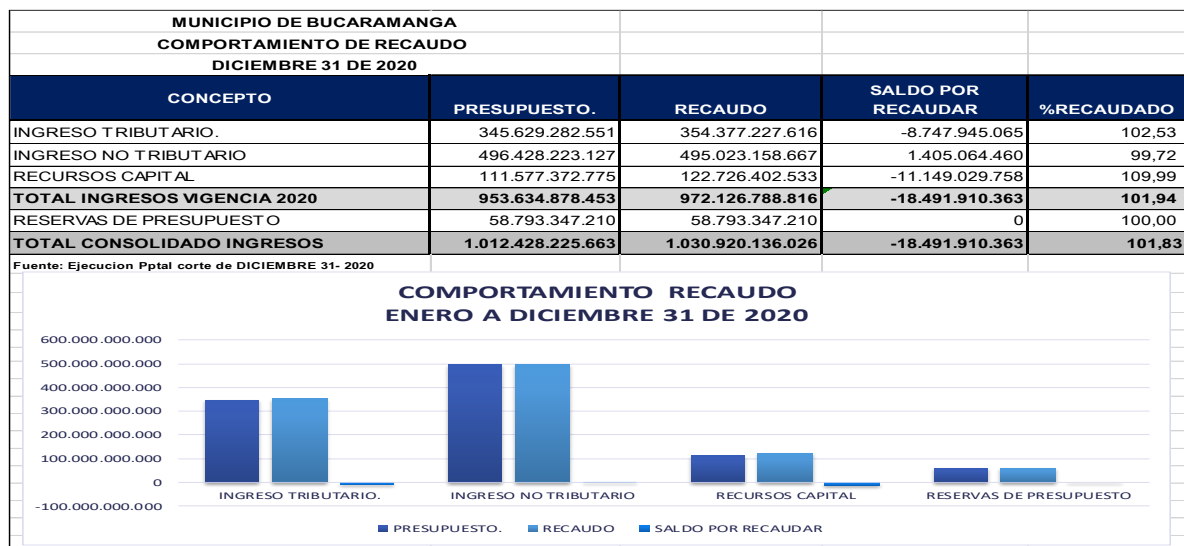 MUNICIPIO DE BUCARAMANGA
COMPORTAMIENTO DE RECAUDO
DICIEMBRE 31 DE 2020
CONCEPTO PRESUPUESTO. RECAUDO SALDO POR RECAUDAR %RECAUDADO
INGRESO TRIBUTARIO. 345.629.282.551 354.377.227.616 -8.747.945.065 102,53
INGRESO NO TRIBUTARIO 496.428.223.127 495.023.158.667 1.405.064.460 99,72
RECURSOS CAPITAL 111.577.372.775 122.726.402.533 -11.149.029.758 109,99
TOTAL INGRESOS VIGENCIA 2020 953.634.878.453 972.126.788.816 -18.491.910.363 101,94
RESERVAS DE PRESUPUESTO 58.793.347.210 58.793.347.210 0 100,00
TOTAL CONSOLIDADO INGRESOS 1.012.428.225.663 1.030.920.136.026 -18.491.910.363 101,83
Fuente: Ejecucion Pptal corte de DICIEMBRE 31- 2020
COMPORTAMIENTO RECAUDO
ENERO A DICIEMBRE 31 DE 2020
600.000.000.000
500.000.000.000
400.000.000.000
300.000.000.000
200.000.000.000
100.000.000.000
0
-100.000.000.000
INGRESO TRIBUTARIO. INGRESO NO TRIBUTARIO RECURSOS CAPITAL RESERVAS DE PRESUPUESTO
PRESUPUESTO. RECAUDO SALDO POR RECAUDAR